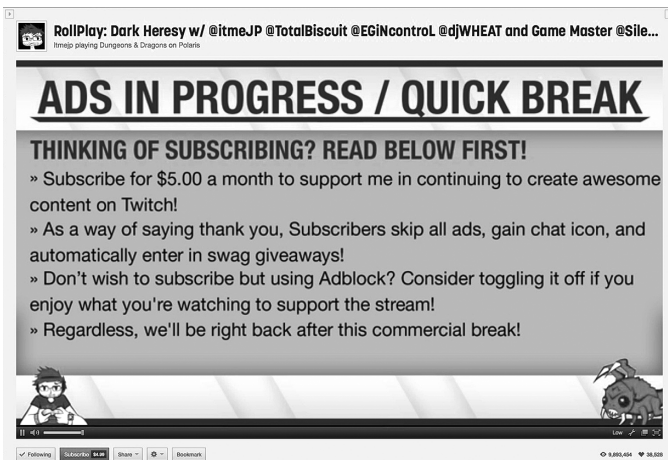 RollPlay: Dark Heresy w/ @itmeJP @TotalBiscuit @EGiNcontroL @djWHEAT and Game Master @Sile...
itmejp playing Dungeons & Dragons on Polaris
ADS IN PROGRESS / QUICK BREAK
THINKING OF SUBSCRIBING? READ BELOW FIRST!
» Subscribe for $5.00 a month to support me in continuing to create awesome
content on Twitch!
» As a way of saying thank you, Subscribers skip all ads, gain chat icon, and
automatically enter in swag giveaways!
» Don't wish to subscribe but using Adblock? Consider toggling it off if you
enjoy what you're watching to support the stream!
» Regardless, we'll be right back after this commercial break!
Low
Following Subscribe $4.99 Share Bookmark 9,893,454 38,528